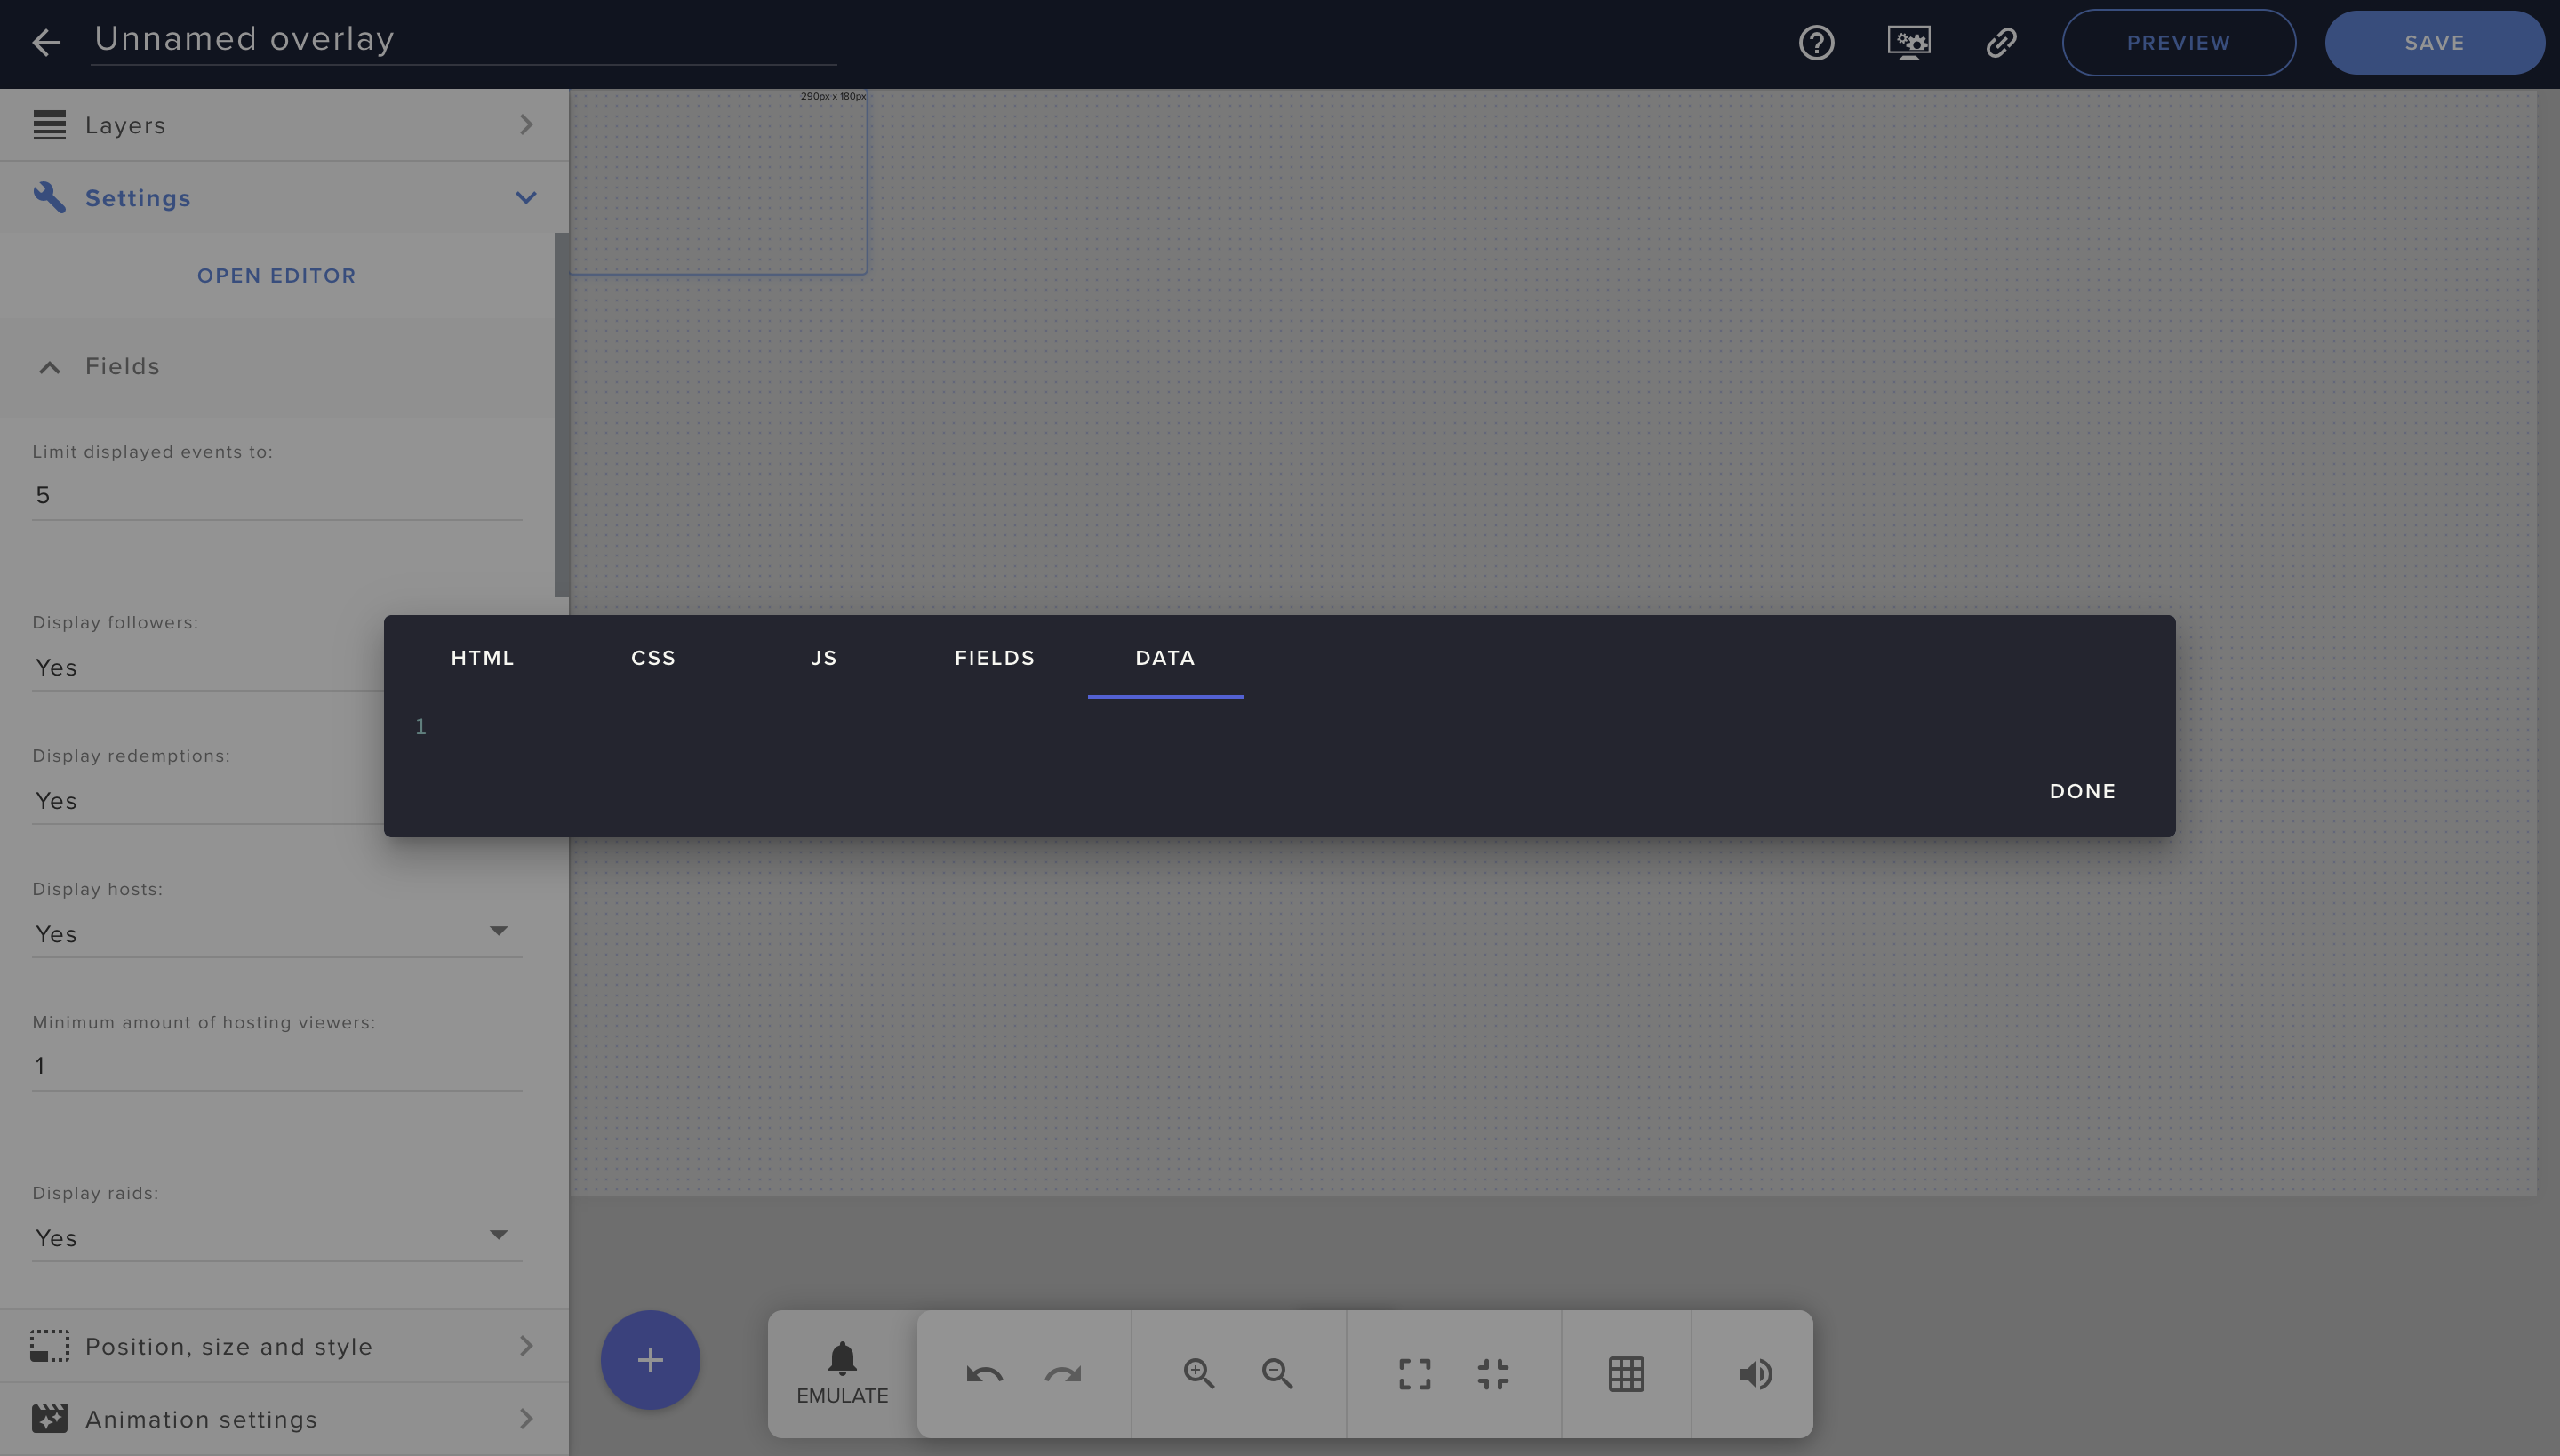 Unnamed overlay
PREVIEW
SAVE
290px x 180px
Layers
Settings
OPEN EDITOR
Fields
Limit displayed events to:
5
Display followers:
Yes
HTML CSS JS FIELDS DATA
1
DONE
Display redemptions:
Yes
Display hosts:
Yes
Minimum amount of hosting viewers:
1
Display raids:
Yes
Position, size and style
Animation settings
EMULATE